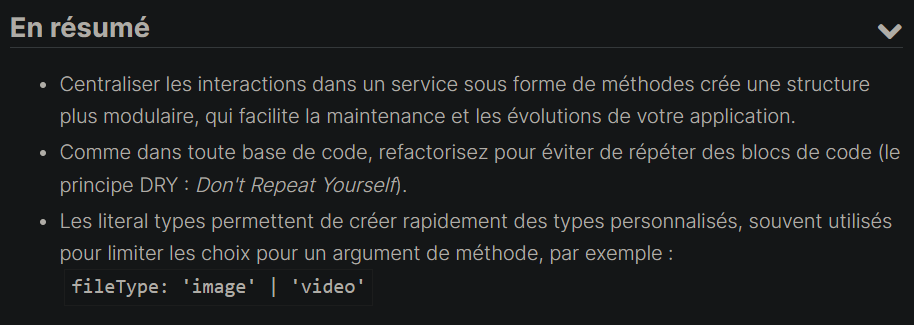 En résumé
• Centraliser les interactions dans un service sous forme de méthodes crée une structure
plus modulaire, qui facilite la maintenance et les évolutions de votre application.
• Comme dans toute base de code, refactorisez pour éviter de répéter des blocs de code (le
principe DRY : Don't Repeat Yourself).
• Les literal types permettent de créer rapidement des types personnalisés, souvent utilisés
pour limiter les choix pour un argument de méthode, par exemple :
fileType: 'image' | 'video'